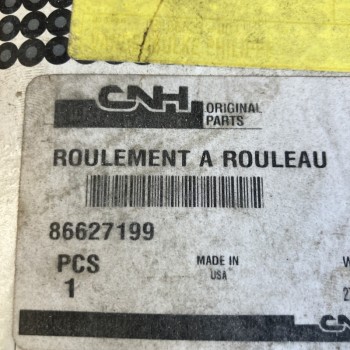 CNH
ORIGINAL
PARTS
ROULEMENT A ROULEAU
86627199
PCS
1
MADE IN
USA